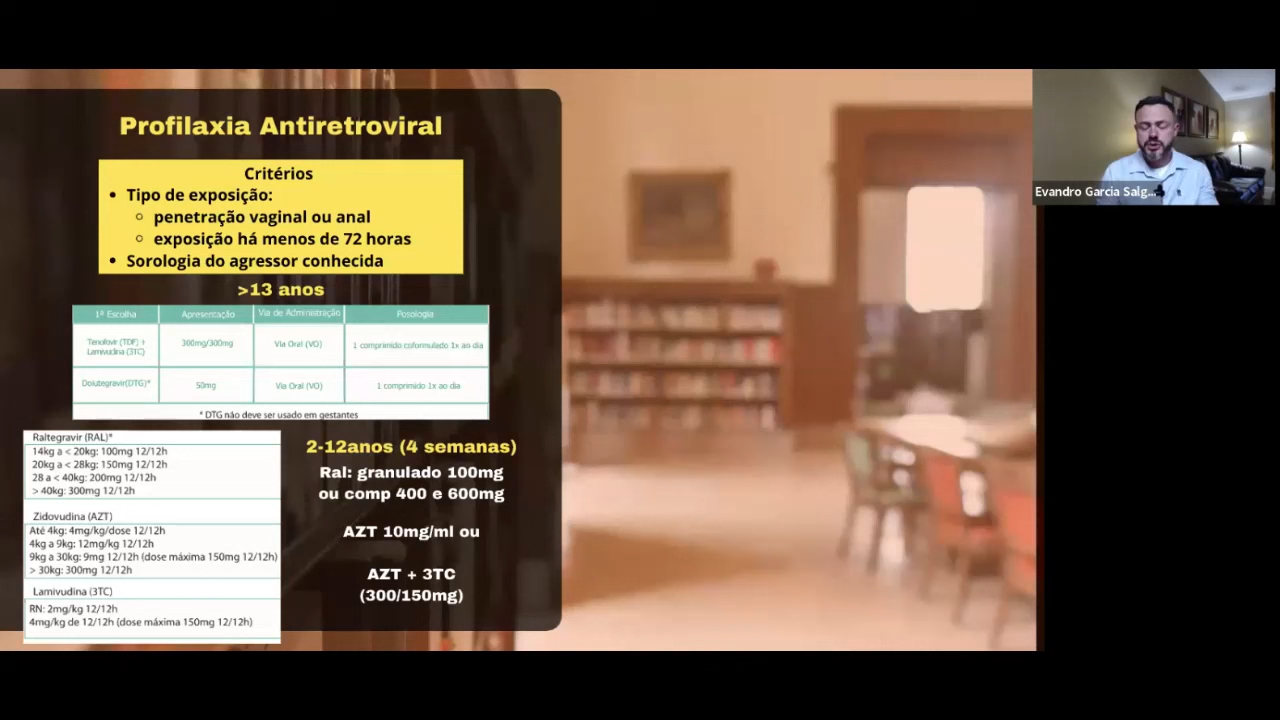 Profilaxia Antiretroviral
Critérios
• Tipo de exposição:
○ penetração vaginal ou anal
○ exposição há menos de 72 horas
• Sorologia do agressor conhecida
>13 anos
1ª Escolha Apresentação Via de Administração Posologia
Tenofovir (TDF) +
Lamivudina (3TC) 300mg/300mg Via Oral (VO) 1 comprimido coformulado 1x ao dia
Dolutegravir(DTG)* 50mg Via Oral (VO) 1 comprimido 1x ao dia
* DTG não deve ser usado em gestantes
Raltegravir (RAL)*
14kg a < 20kg: 100mg 12/12h
20kg a < 28kg: 150mg 12/12h
28 a < 40kg: 200mg 12/12h
> 40kg: 300mg 12/12h
Zidovudina (AZT)
Até 4kg: 4mg/kg/dose 12/12h
4kg a 9kg: 12mg/kg 12/12h
9kg a 30kg: 9mg 12/12h (dose máxima 150mg 12/12h)
> 30kg: 300mg 12/12h
Lamivudina (3TC)
RN: 2mg/kg 12/12h
4mg/kg de 12/12h (dose máxima 150mg 12/12h)
2-12anos (4 semanas)
Ral: granulado 100mg
ou comp 400 e 600mg
AZT 10mg/ml ou
AZT + 3TC
(300/150mg)
Evandro Garcia Salg...